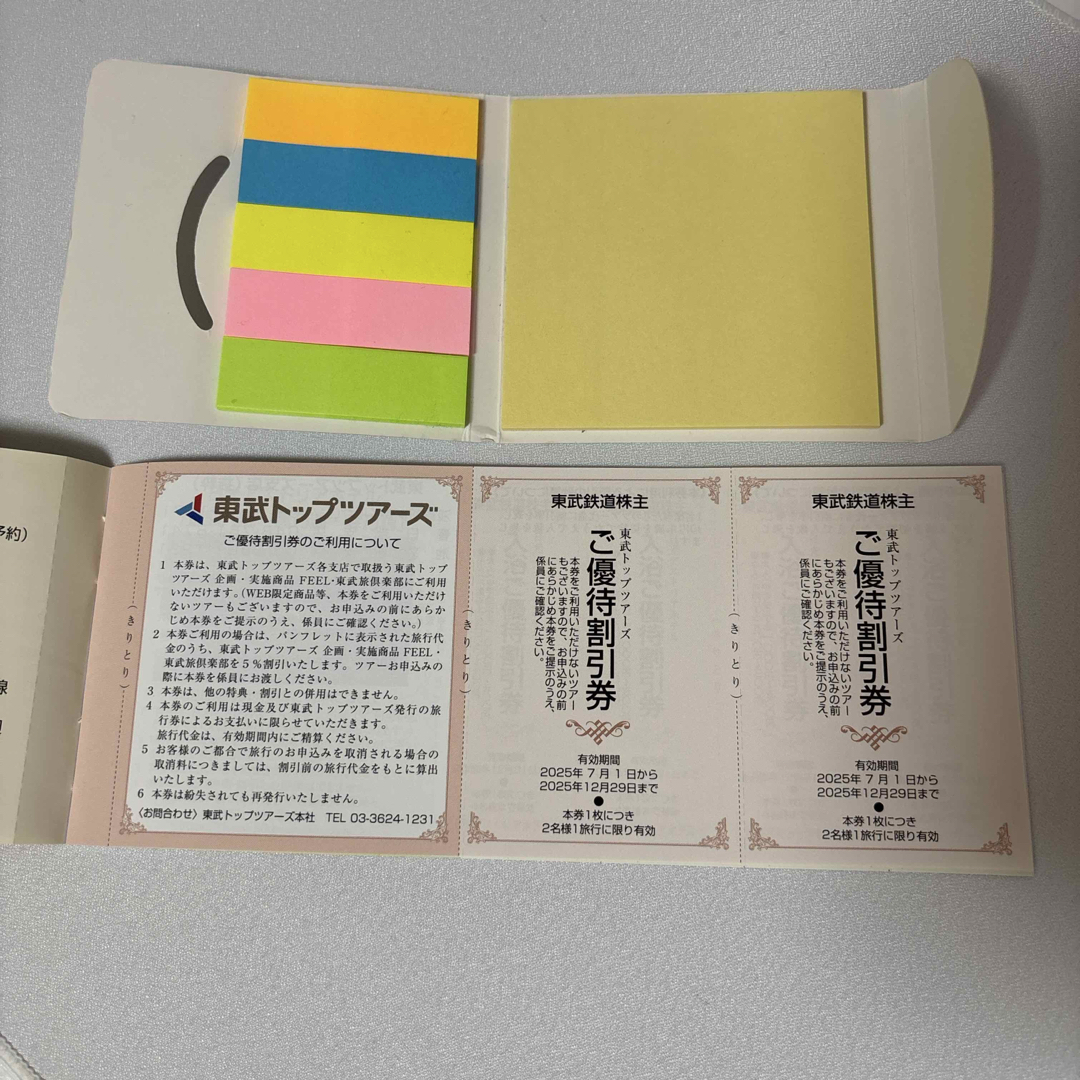 予約)
線
(きりとり)
東武トップツアーズ
ご優待割引券のご利用について
1 本券は、東武トップツアーズ各支店で取扱う東武トップ
ツアーズ 企画・実施商品 FEEL・東武旅倶楽部にご利用
いただけます。(WEB限定商品等、本券をご利用いただけ
ないツアーもございますので、お申込みの前にあらか
じめ本券をご提示のうえ、係員にご確認ください。)
2 本券ご利用の場合は、パンフレットに表示された旅行代
金のうち、東武トップツアーズ 企画・実施商品 FEEL・
東武旅倶楽部を5%割引いたします。ツアーお申込みの
際に本券を係員にお渡しください。
3 本券は、他の特典・割引との併用はできません。
4 本券のご利用は現金及び東武トップツアーズ発行の旅
行券によるお支払いに限らせていただきます。
旅行代金は、有効期間内にご精算ください。
5 お客様のご都合で旅行のお申込みを取消される場合の
取消料につきましては、割引前の旅行代金をもとに算出
いたします。
6 本券は紛失されても再発行いたしません。
〈お問合わせ〉東武トップツアーズ本社 TEL 03-3624-1231
(きりとり)
東武鉄道株主
東武トップツアーズ
ご優待割引券
本券をご利用いただけないツアー
もございますので、お申込みの前
にあらかじめ本券をご提示のうえ、
係員にご確認ください。
有効期間
2025年7月1日から
2025年12月29日まで
●
本券1枚につき
2名様1旅行に限り有効
(きりとり)
東武鉄道株主
東武トップツアーズ
ご優待割引券
本券をご利用いただけないツアー
もございますので、お申込みの前
にあらかじめ本券をご提示のうえ、
係員にご確認ください。
有効期間
2025年7月1日から
2025年12月29日まで
●
本券1枚につき
2名様1旅行に限り有効